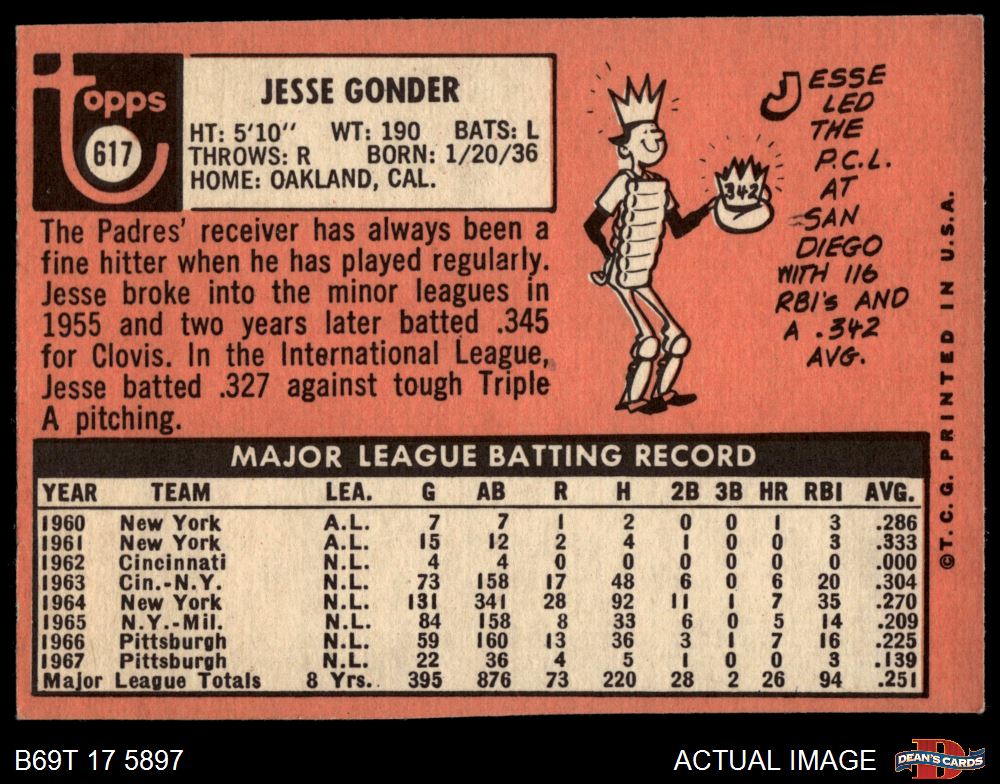 topps
617
JESSE GONDER
HT: 5'10" WT: 190 BATS: L
THROWS: R BORN: 1/20/36
HOME: OAKLAND, CAL.
The Padres' receiver has always been a
fine hitter when he has played regularly.
Jesse broke into the minor leagues in
1955 and two years later batted .345
for Clovis. In the International League,
Jesse batted .327 against tough Triple
A pitching.
342
JESSE
LED
THE
P.C.L.
AT
SAN
DIEGO
WITH 116
RBI's AND
A .342
AVG.
©T.C.G. PRINTED IN U.S.A.
MAJOR LEAGUE BATTING RECORD
YEAR TEAM LEA. G AB R H 2B 3B HR RBI AVG.
1960 New York A.L. 7 7 1 2 0 0 1 3 .286
1961 New York A.L. 15 12 2 4 1 0 0 3 .333
1962 Cincinnati N.L. 4 4 0 0 0 0 0 0 .000
1963 Cin.-N.Y. N.L. 73 158 17 48 6 0 6 20 .304
1964 New York N.L. 131 341 28 92 11 1 7 35 .270
1965 N.Y.-Mil. N.L. 84 158 8 33 6 0 5 14 .209
1966 Pittsburgh N.L. 59 160 13 36 3 1 7 16 .225
1967 Pittsburgh N.L. 22 36 4 5 1 0 0 3 .139
Major League Totals 8 Yrs. 395 876 73 220 28 2 26 94 .251
B69T 17 5897
ACTUAL IMAGE
DEAN'S CARDS